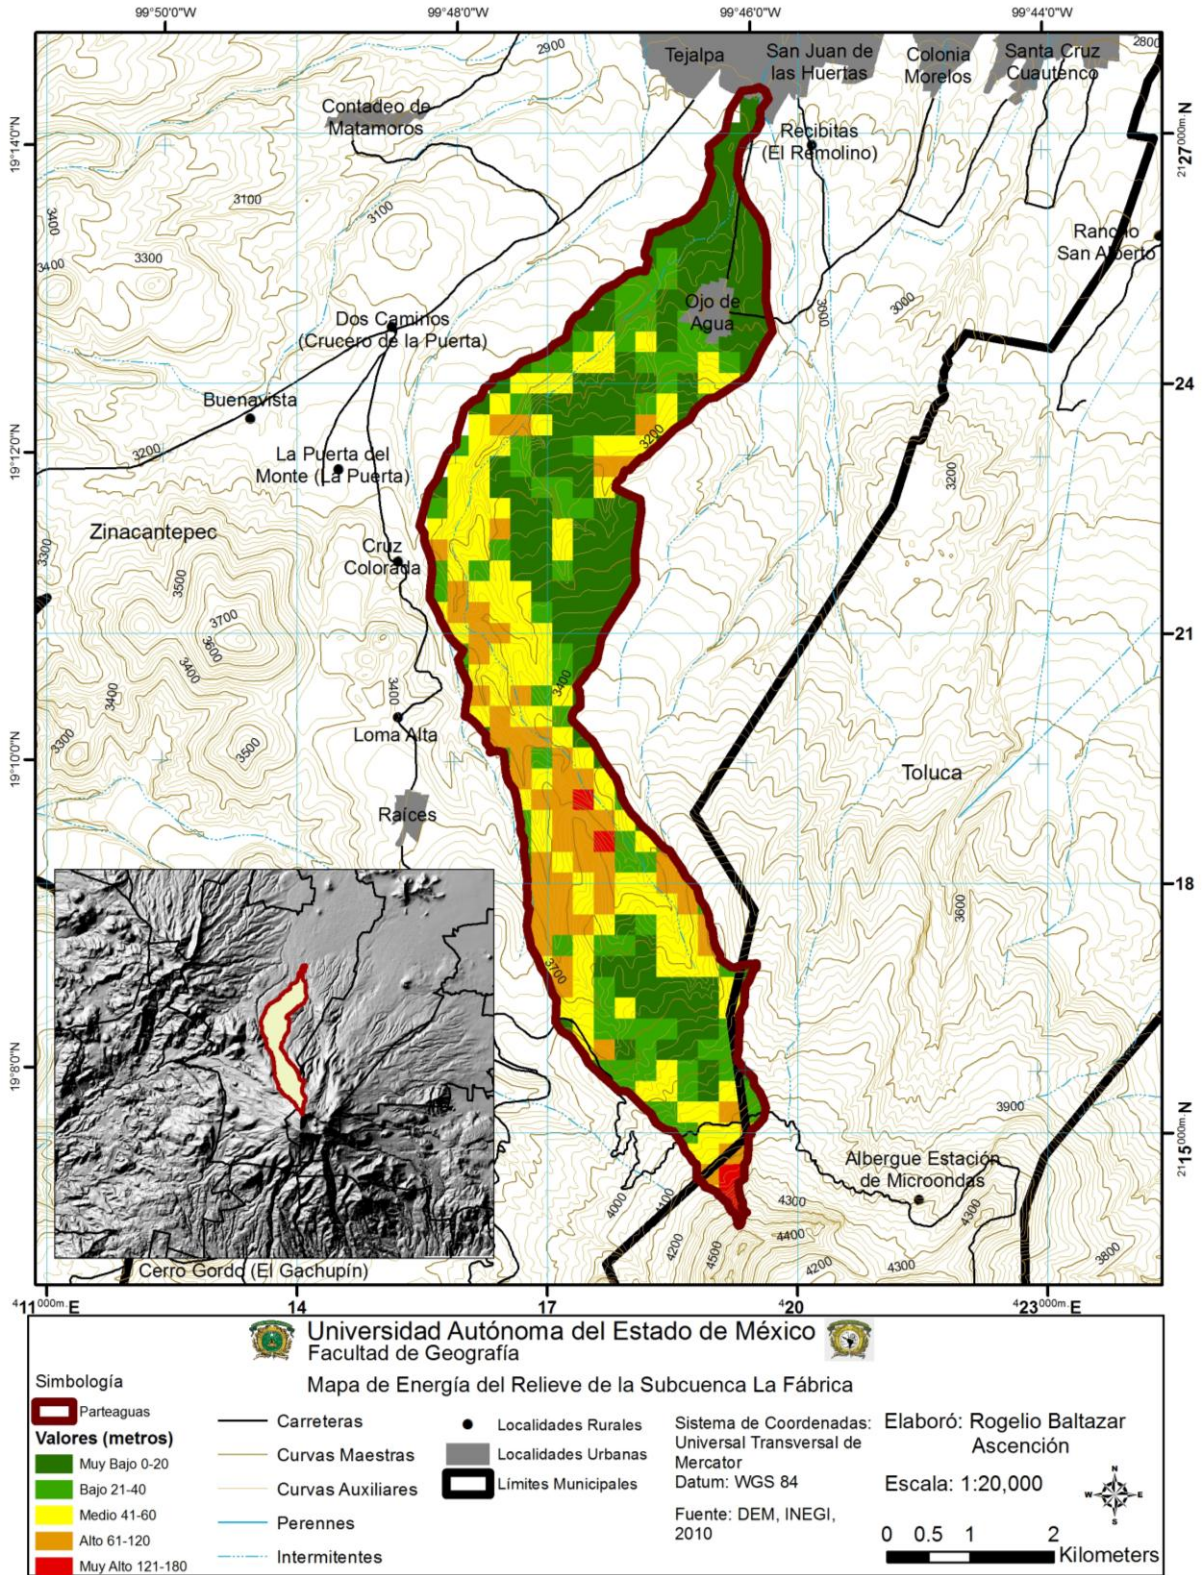 99°50'0"W
99°48'0"W
99°46'0"W
99°44'0"W
2900
Tejalpa
San Juan de
las Huertas
Colonia
Morelos
Santa Cruz
Cuautenco
2800
Contadeo de
Matamoros
19°14'0"N
Recibitas
(El Remolino)
21
27000m.N
3100
3400
3100
3300
3400
Rancho
San Alberto
Ojo de
Agua
3000
3000
Dos Caminos
(Crucero de la Puerta)
24
Buenavista
3200
3200
19°12'0"N
La Puerta del
Monte (La Puerta)
3200
Zinacantepec
3300
Cruz
Colorada
3500
3700
3600
21
3400
3400
3400
3400
3300
3500
Loma Alta
19°10'0"N
Toluca
Raíces
18
3600
3700
19°8'0"N
3900
2115000m.N
Albergue Estación
de Microondas
4000
4100
4300
4300
4200
4500
4400
4200
4300
3800
Cerro Gordo (El Gachupín)
411000m.E
14
17
20
23000m.E
Universidad Autónoma del Estado de México
Facultad de Geografía
Mapa de Energía del Relieve de la Subcuenca La Fábrica
Simbología
Parteaguas
Valores (metros)
Muy Bajo 0-20
Bajo 21-40
Medio 41-60
Alto 61-120
Muy Alto 121-180
Carreteras
Curvas Maestras
Curvas Auxiliares
Perennes
Intermitentes
Localidades Rurales
Localidades Urbanas
Límites Municipales
Sistema de Coordenadas:
Universal Transversal de
Mercator
Datum: WGS 84
Fuente: DEM, INEGI,
2010
Elaboró: Rogelio Baltazar
Ascención
Escala: 1:20,000
N
W
E
S
0 0.5 1 2
Kilometers